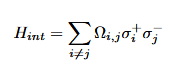 $H_{int} = \sum_{i \neq j} \Omega_{i,j} \sigma_i^+ \sigma_j^-$